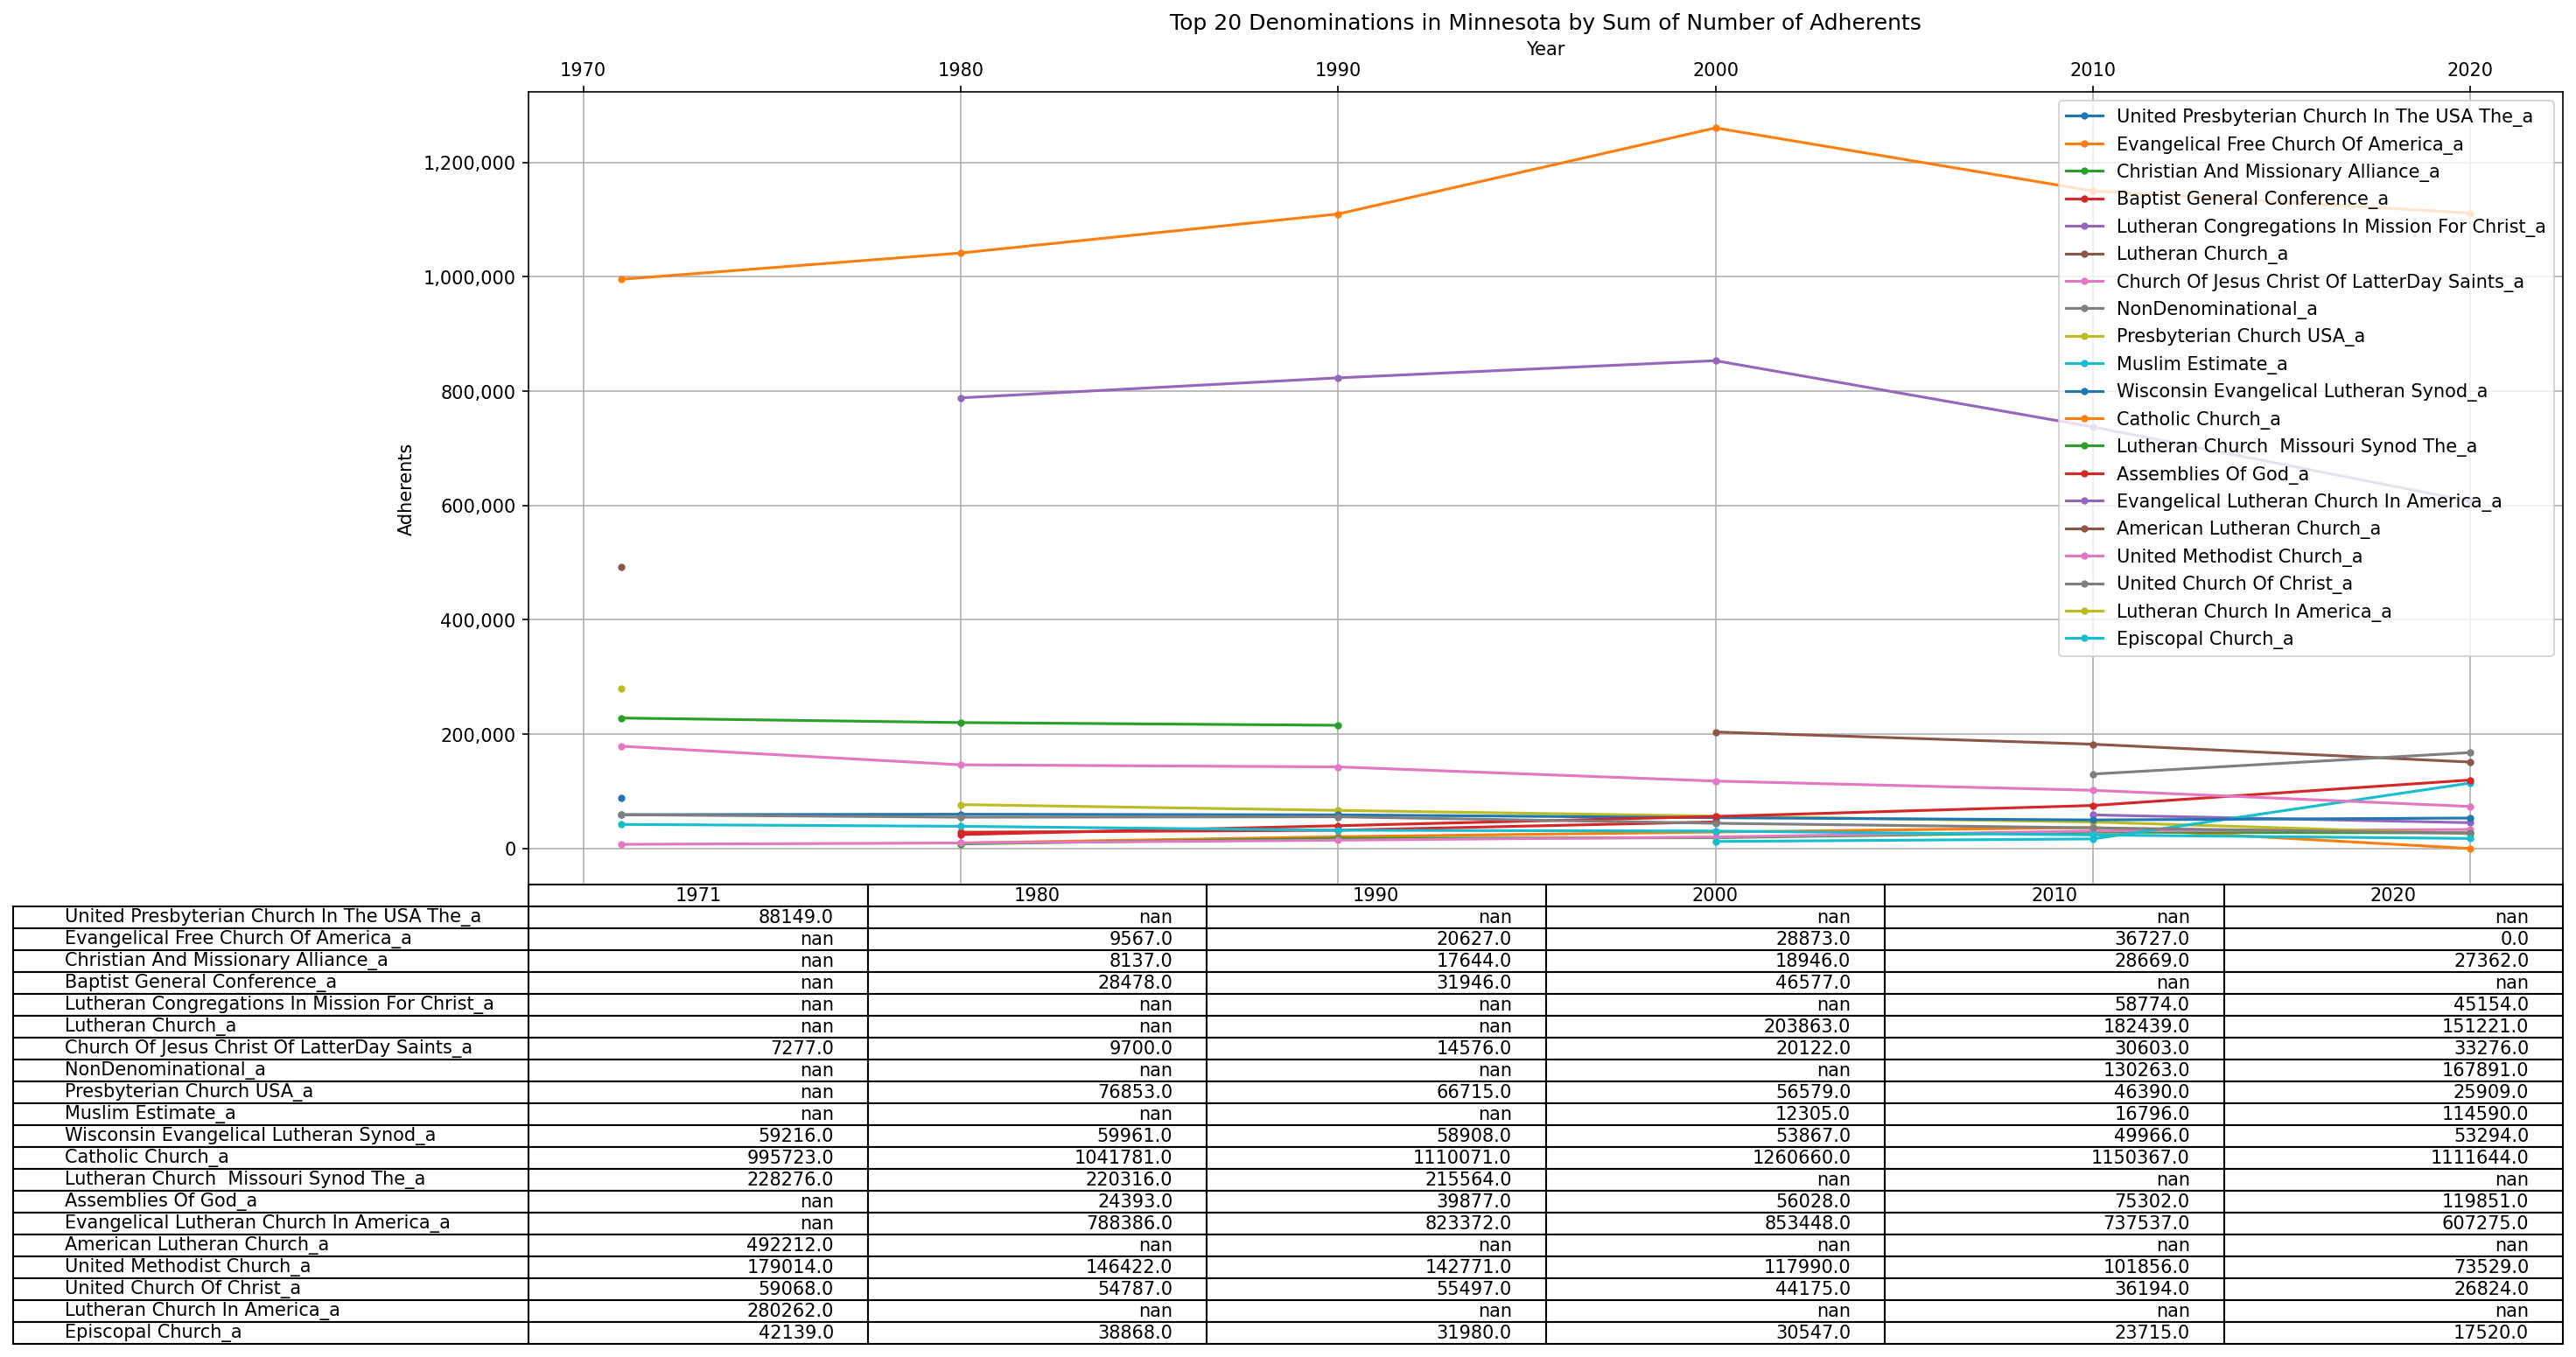 Top 20 Denominations in Minnesota by Sum of Number of Adherents
Year
1970 1980 1990 2000 2010 2020
1,200,000
1,000,000
800,000
600,000
400,000
200,000
0
Adherents
United Presbyterian Church In The USA The_a
Evangelical Free Church Of America_a
Christian And Missionary Alliance_a
Baptist General Conference_a
Lutheran Congregations In Mission For Christ_a
Lutheran Church_a
Church Of Jesus Christ Of LatterDay Saints_a
NonDenominational_a
Presbyterian Church USA_a
Muslim Estimate_a
Wisconsin Evangelical Lutheran Synod_a
Catholic Church_a
Lutheran Church  Missouri Synod The_a
Assemblies Of God_a
Evangelical Lutheran Church In America_a
American Lutheran Church_a
United Methodist Church_a
United Church Of Christ_a
Lutheran Church In America_a
Episcopal Church_a
1971 1980 1990 2000 2010 2020
United Presbyterian Church In The USA The_a 88149.0 nan nan nan nan nan
Evangelical Free Church Of America_a nan 9567.0 20627.0 28873.0 36727.0 0.0
Christian And Missionary Alliance_a nan 8137.0 17644.0 18946.0 28669.0 27362.0
Baptist General Conference_a nan 28478.0 31946.0 46577.0 nan nan
Lutheran Congregations In Mission For Christ_a nan nan nan nan 58774.0 45154.0
Lutheran Church_a nan nan nan 203863.0 182439.0 151221.0
Church Of Jesus Christ Of LatterDay Saints_a 7277.0 9700.0 14576.0 20122.0 30603.0 33276.0
NonDenominational_a nan nan nan nan 130263.0 167891.0
Presbyterian Church USA_a nan 76853.0 66715.0 56579.0 46390.0 25909.0
Muslim Estimate_a nan nan nan 12305.0 16796.0 114590.0
Wisconsin Evangelical Lutheran Synod_a 59216.0 59961.0 58908.0 53867.0 49966.0 53294.0
Catholic Church_a 995723.0 1041781.0 1110071.0 1260660.0 1150367.0 1111644.0
Lutheran Church  Missouri Synod The_a 228276.0 220316.0 215564.0 nan nan nan
Assemblies Of God_a nan 24393.0 39877.0 56028.0 75302.0 119851.0
Evangelical Lutheran Church In America_a nan 788386.0 823372.0 853448.0 737537.0 607275.0
American Lutheran Church_a 492212.0 nan nan nan nan nan
United Methodist Church_a 179014.0 146422.0 142771.0 117990.0 101856.0 73529.0
United Church Of Christ_a 59068.0 54787.0 55497.0 44175.0 36194.0 26824.0
Lutheran Church In America_a 280262.0 nan nan nan nan nan
Episcopal Church_a 42139.0 38868.0 31980.0 30547.0 23715.0 17520.0